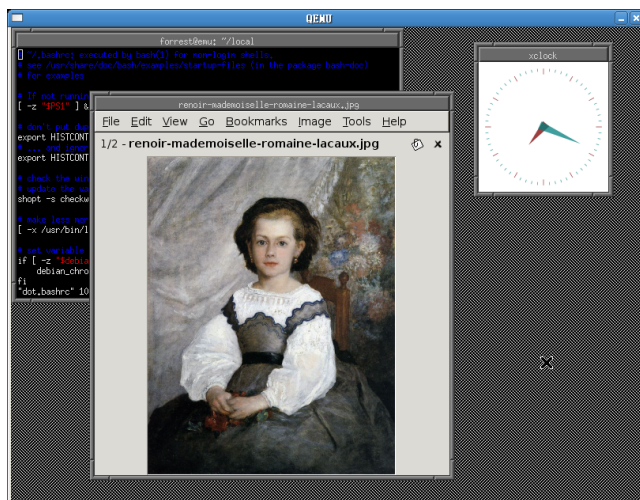 QEMU
forrest@emu: ~/local
# ~/.bashrc: executed by bash(1) for non-login shells.
# see /usr/share/doc/bash/examples/startup-files (in the package bash-doc)
# for examples
# If not runnin
[ -z "$PS1" ] &
# don't put dup
export HISTCONT
# ... and ignor
export HISTCONT
# check the win
# update the va
shopt -s checkw
# make less mor
[ -x /usr/bin/l
# set variable
if [ -z "$debia
debian_chro
fi
"dot.bashrc" 10
xclock
renoir-mademoiselle-romaine-lacaux.jpg
File Edit View Go Bookmarks Image Tools Help
1/2 - renoir-mademoiselle-romaine-lacaux.jpg